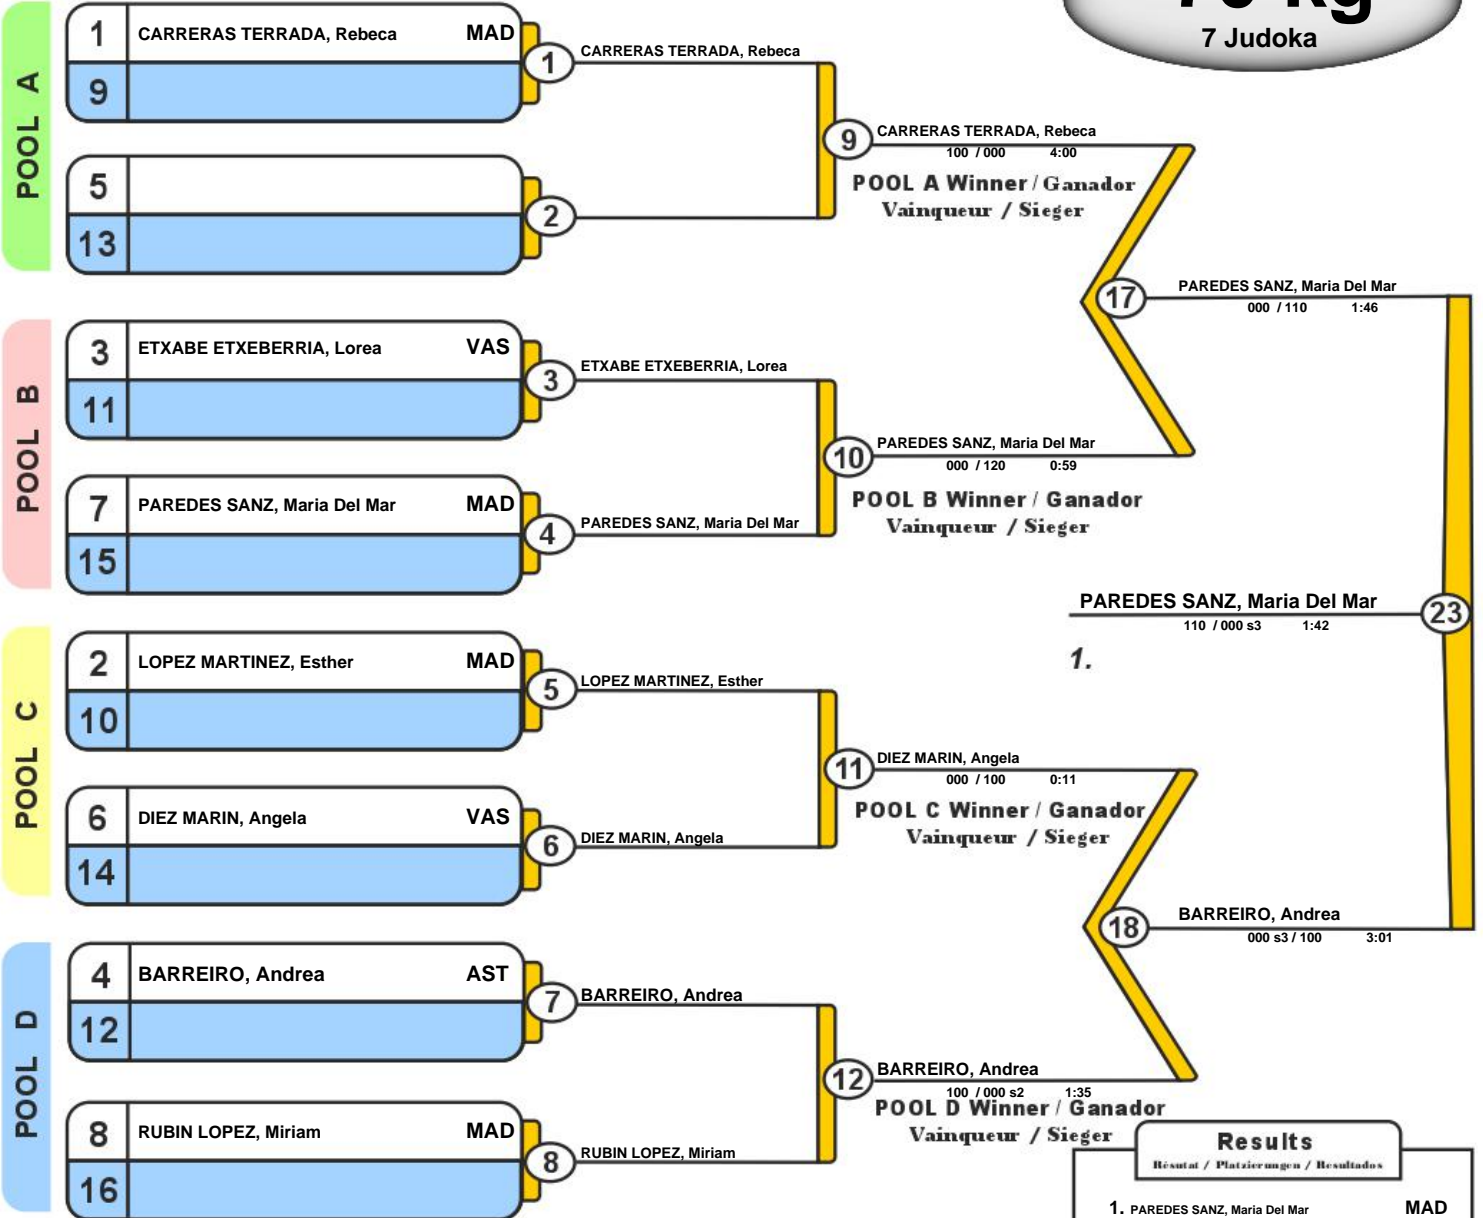 7 Judoka
POOL A
1 CARRERAS TERRADA, Rebeca MAD
9
1 CARRERAS TERRADA, Rebeca
5
13
2
9 CARRERAS TERRADA, Rebeca
100 / 000 4:00
POOL A Winner / Ganador
Vainqueur / Sieger
17 PAREDES SANZ, Maria Del Mar
000 / 110 1:46
POOL B
3 ETXABE ETXEBERRIA, Lorea VAS
11
3 ETXABE ETXEBERRIA, Lorea
7 PAREDES SANZ, Maria Del Mar MAD
15
4 PAREDES SANZ, Maria Del Mar
10 PAREDES SANZ, Maria Del Mar
000 / 120 0:59
POOL B Winner / Ganador
Vainqueur / Sieger
PAREDES SANZ, Maria Del Mar 23
110 / 000 s3 1:42
1.
POOL C
2 LOPEZ MARTINEZ, Esther MAD
10
5 LOPEZ MARTINEZ, Esther
6 DIEZ MARIN, Angela VAS
14
6 DIEZ MARIN, Angela
11 DIEZ MARIN, Angela
000 / 100 0:11
POOL C Winner / Ganador
Vainqueur / Sieger
18 BARREIRO, Andrea
000 s3 / 100 3:01
POOL D
4 BARREIRO, Andrea AST
12
7 BARREIRO, Andrea
8 RUBIN LOPEZ, Miriam MAD
16
8 RUBIN LOPEZ, Miriam
12 BARREIRO, Andrea
100 / 000 s2 1:35
POOL D Winner / Ganador
Vainqueur / Sieger
Results
Résutat / Platzierungen / Resultados
1. PAREDES SANZ, Maria Del Mar MAD